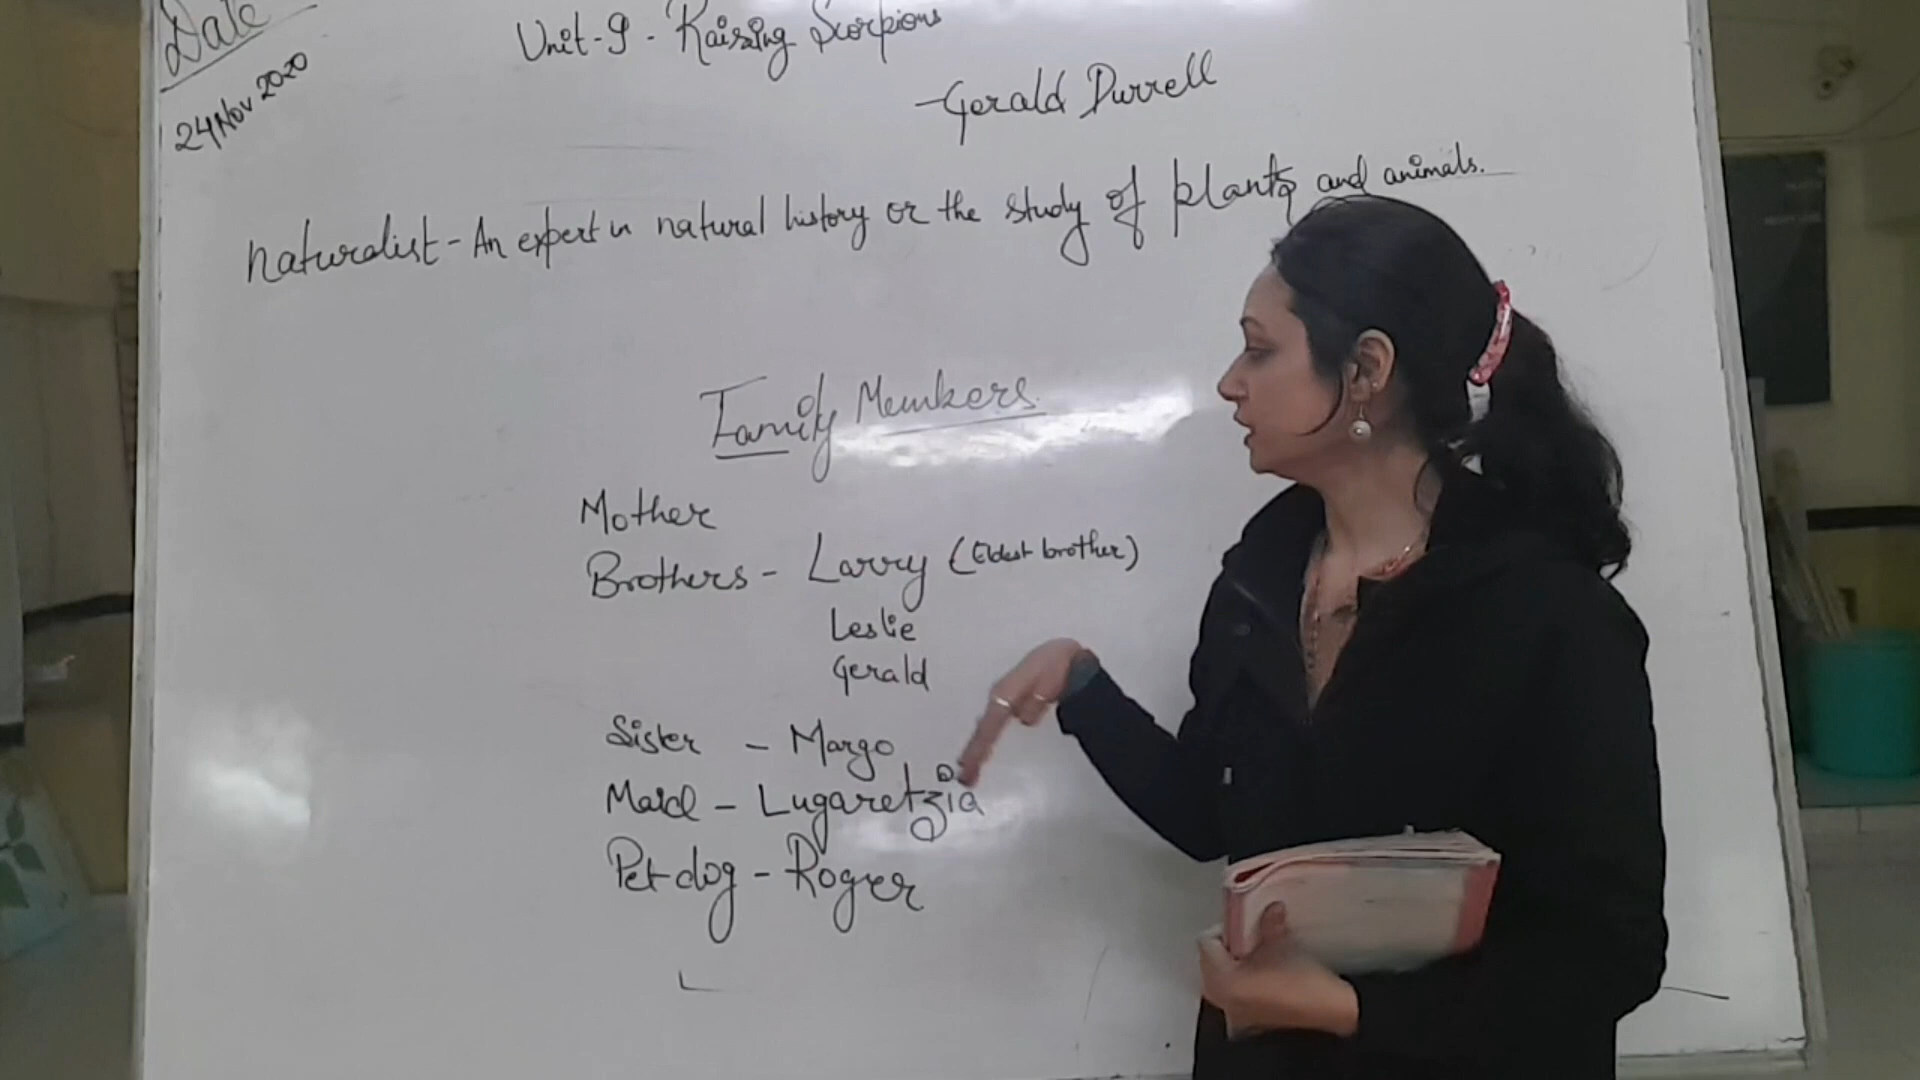 Date
24 Nov 2020
Unit-9 - Raising Scorpions
- Gerald Durrell
Naturalist - An expert in natural history or the study of plants and animals.
Family Members
Mother
Brothers - Larry (Eldest brother)
Leslie
Gerald
Sister - Margo
Maid - Lugaretzia
Pet dog - Roger